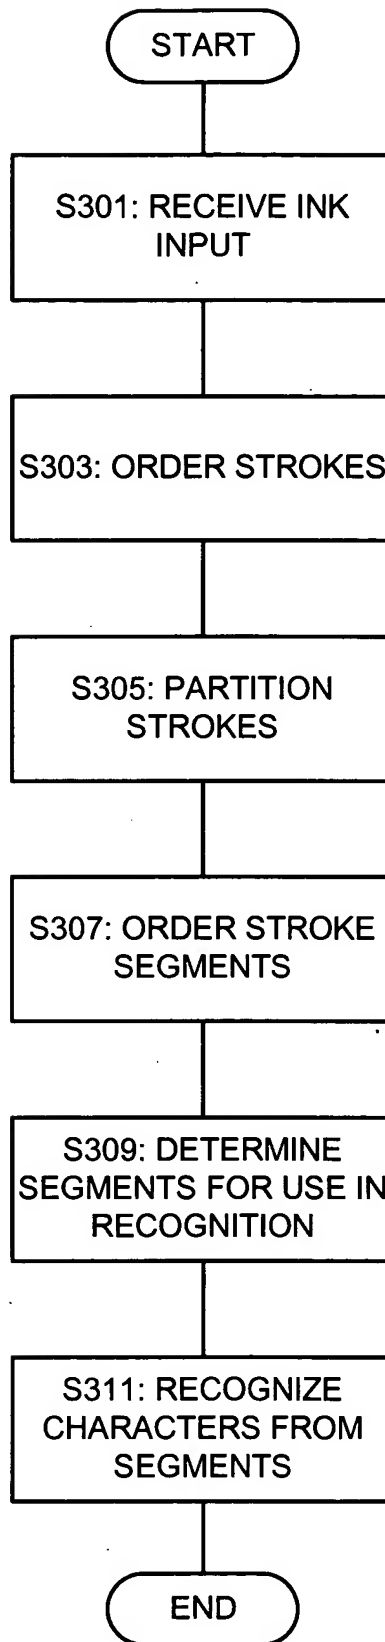 START
S301: RECEIVE INK
INPUT
S303: ORDER STROKES
S305: PARTITION
STROKES
S307: ORDER STROKE
SEGMENTS
S309: DETERMINE
SEGMENTS FOR USE IN
RECOGNITION
S311: RECOGNIZE
CHARACTERS FROM
SEGMENTS
END